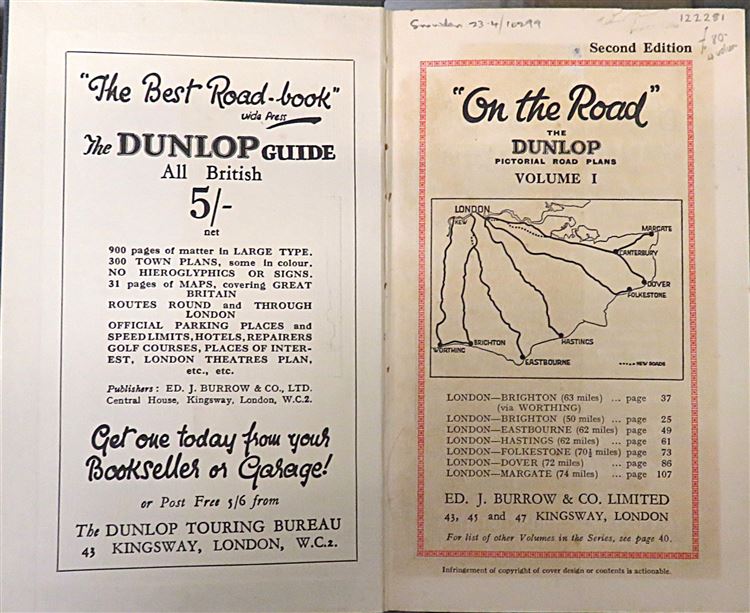 "The Best Road-book"
vide Press
The DUNLOP GUIDE
All British
5/-
net
900 pages of matter in LARGE TYPE.
300 TOWN PLANS, some in colour.
NO HIEROGLYPHICS OR SIGNS.
31 pages of MAPS, covering GREAT
BRITAIN
ROUTES ROUND and THROUGH
LONDON
OFFICIAL PARKING PLACES and
SPEED LIMITS, HOTELS, REPAIRERS
GOLF COURSES, PLACES OF INTER-
EST, LONDON THEATRES PLAN,
etc., etc.
Publishers: ED. J. BURROW & CO., LTD.
Central House, Kingsway, London, W.C.2.
Get one today from your
Bookseller or Garage!
or Post Free 5/6 from
The DUNLOP TOURING BUREAU
43 KINGSWAY, LONDON, W.C.2.
23.4/10299
122281
Second Edition
"On the Road"
THE
DUNLOP
PICTORIAL ROAD PLANS
VOLUME I
LONDON
KEW
MARGATE
CANTERBURY
DOVER
FOLKESTONE
HASTINGS
BRIGHTON
WORTHING
EASTBOURNE
NEW ROADS
LONDON—BRIGHTON (63 miles) ... page 37
(via WORTHING)
LONDON—BRIGHTON (50 miles) ... page 25
LONDON—EASTBOURNE (62 miles) ... page 49
LONDON—HASTINGS (62 miles) ... page 61
LONDON—FOLKESTONE (70½ miles) page 73
LONDON—DOVER (72 miles) ... page 86
LONDON—MARGATE (74 miles) ... page 107
ED. J. BURROW & CO. LIMITED
43, 45 and 47 KINGSWAY, LONDON
For list of other Volumes in the Series, see page 40.
Infringement of copyright of cover design or contents is actionable.